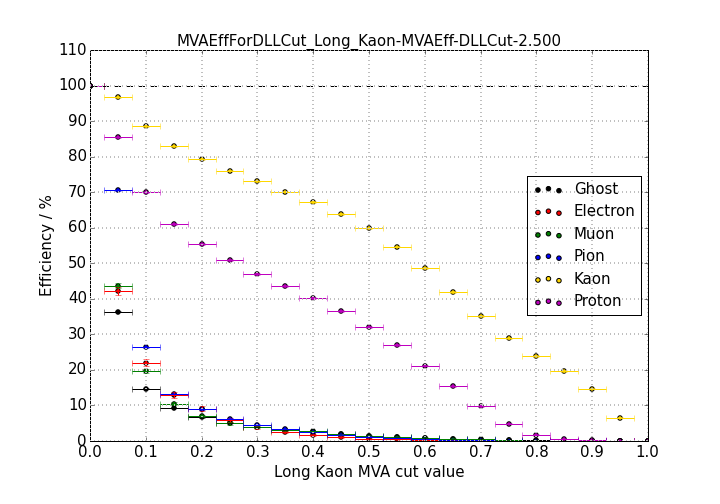 MVAEffForDLLCut_Long_Kaon-MVAEff-DLLCut-2.500
110
100
90
80
70
60
50
40
30
20
10
0
Efficiency / %
Ghost
Electron
Muon
Pion
Kaon
Proton
0.0 0.1 0.2 0.3 0.4 0.5 0.6 0.7 0.8 0.9 1.0
Long Kaon MVA cut value